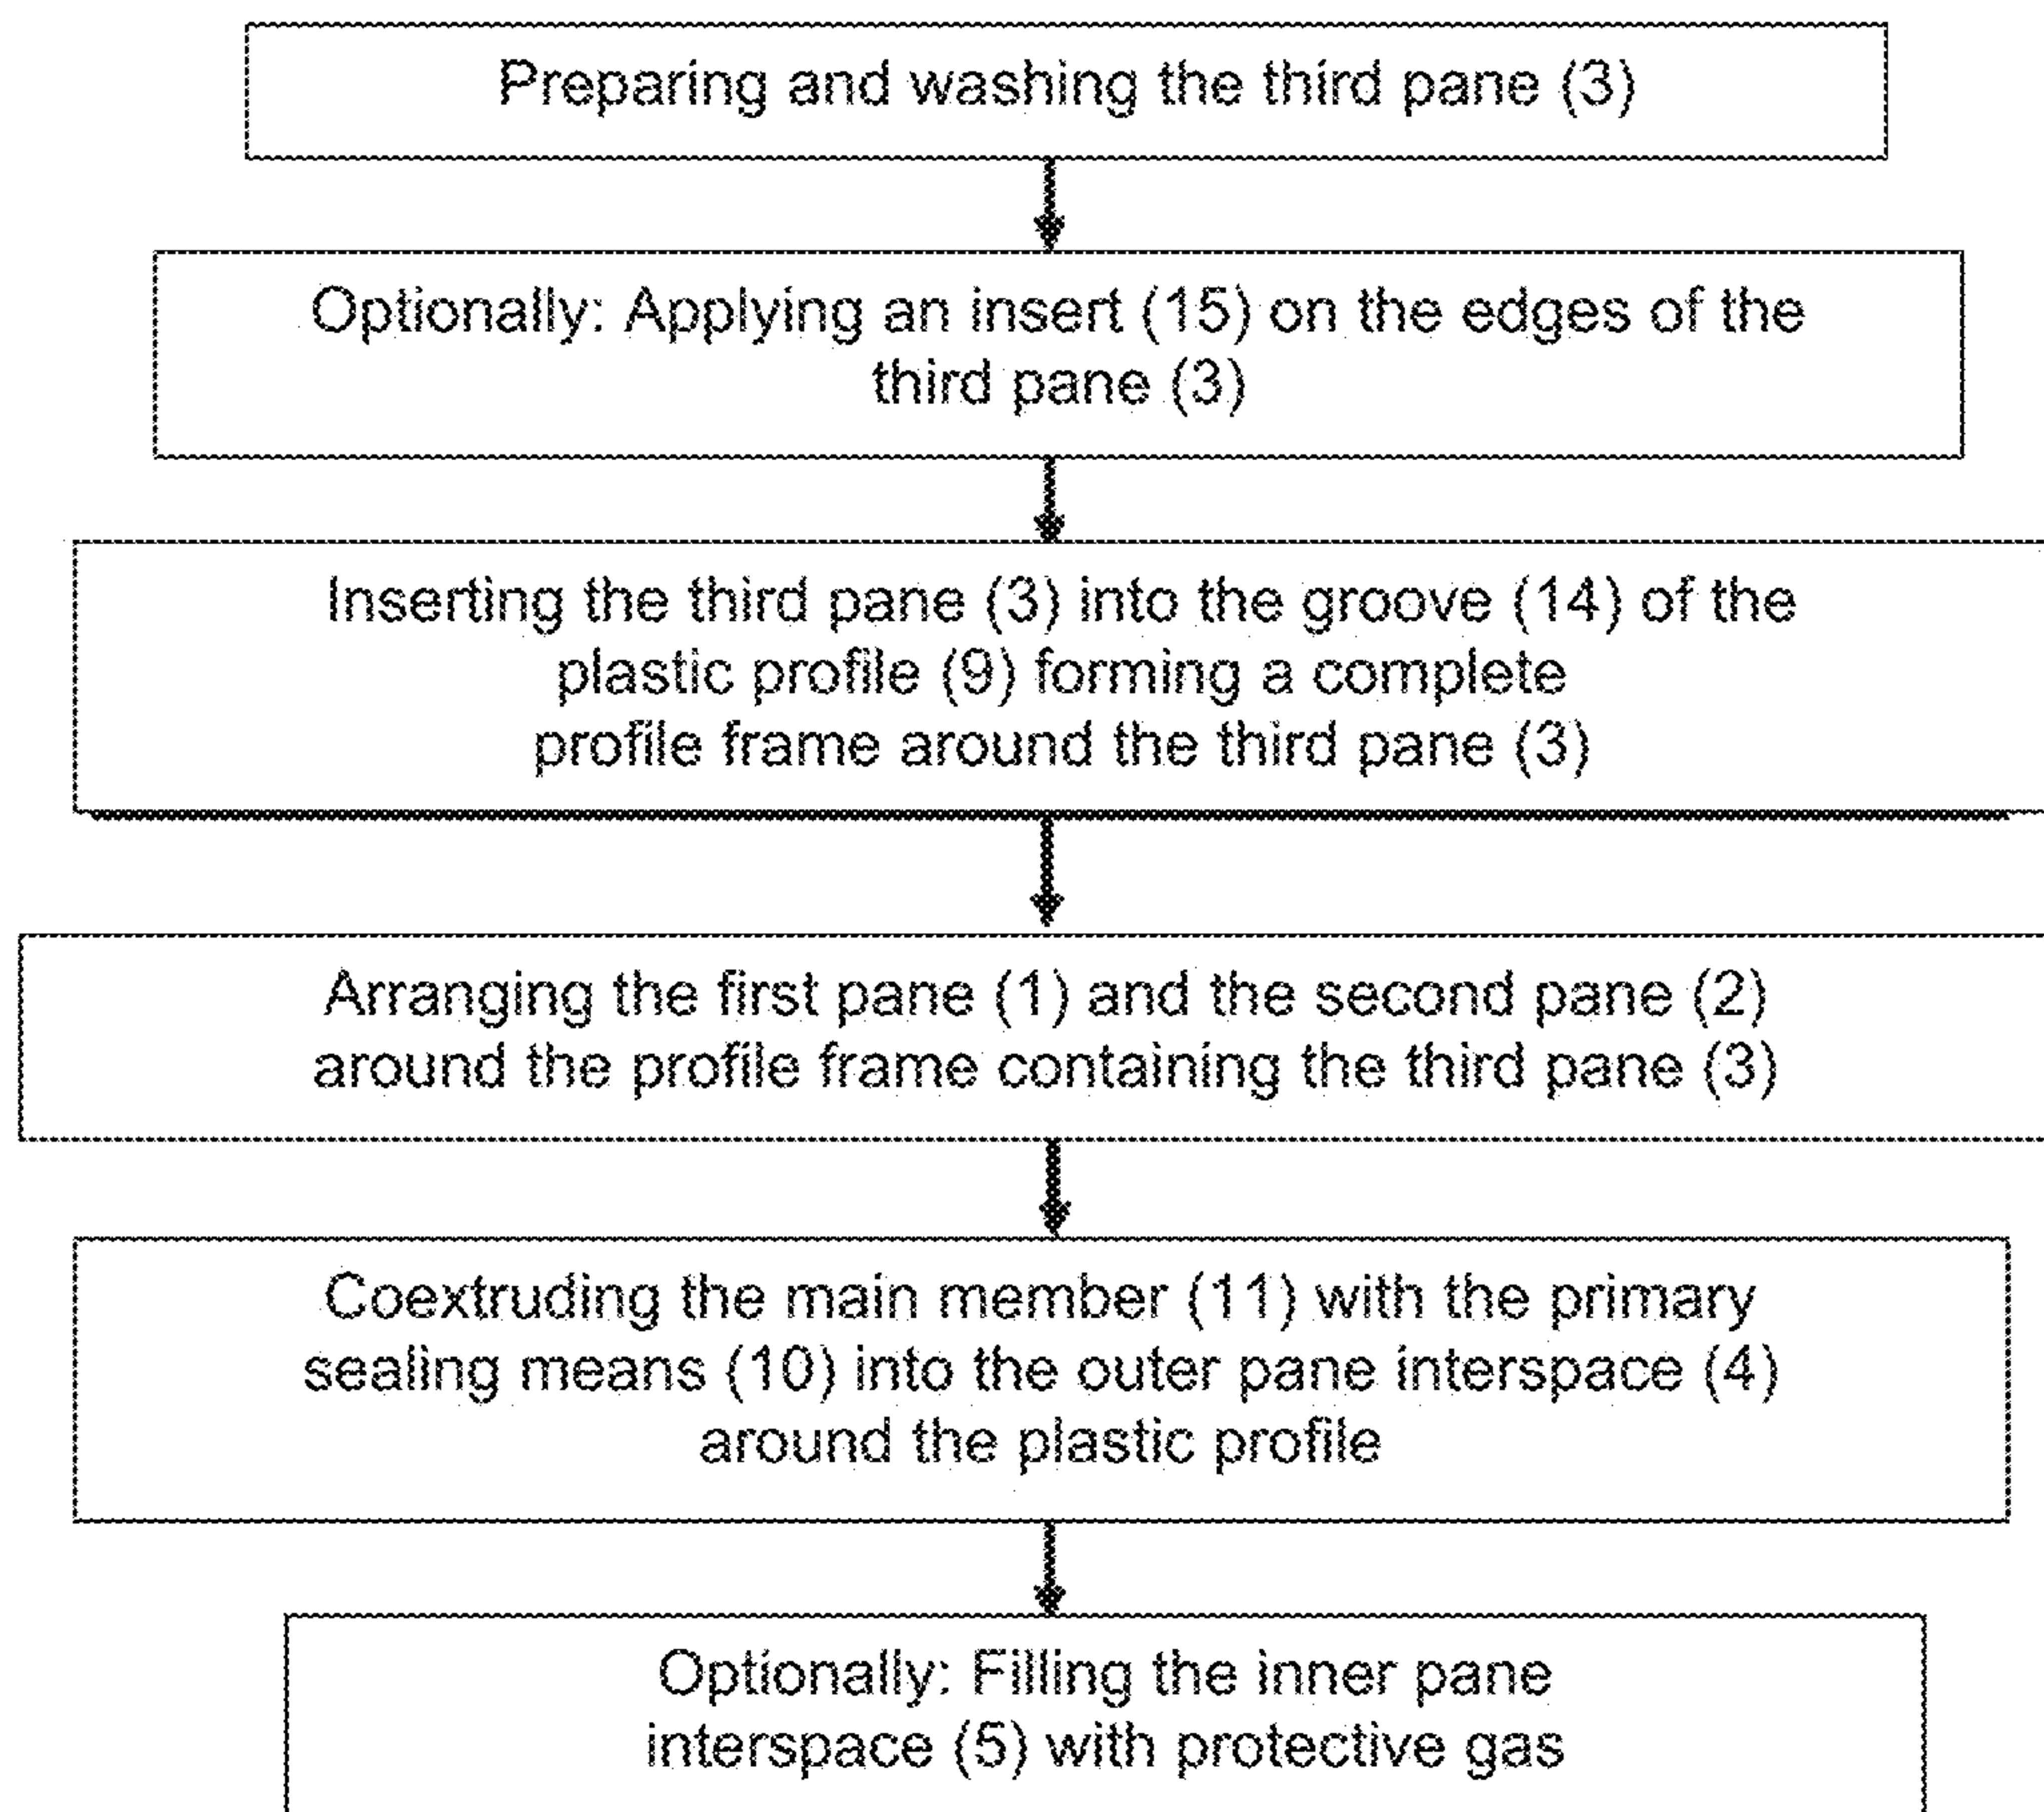 Preparing and washing the third pane (3)
Optionally: Applying an insert (15) on the edges of the
third pane (3)
Inserting the third pane (3) into the groove (14) of the
plastic profile (9) forming a complete
profile frame around the third pane (3)
Arranging the first pane (1) and the second pane (2)
around the profile frame containing the third pane (3)
Coextruding the main member (11) with the primary
sealing means (10) into the outer pane interspace (4)
around the plastic profile
Optionally: Filling the inner pane
interspace (5) with protective gas